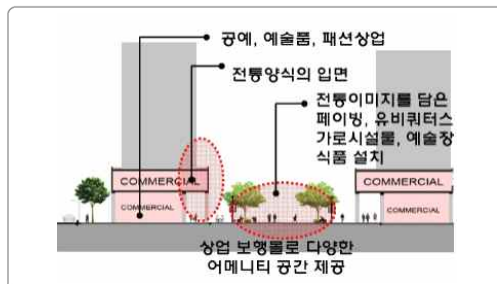 공예, 예술품, 패션상업
전통양식의 입면
전통이미지를 담은
페이빙, 유비쿼터스
가로시설물, 예술장
식품 설치
COMMERCIAL
COMMERCIAL
COMMERCIAL
COMMERCIAL
상업 보행몰로 다양한
어메니티 공간 제공